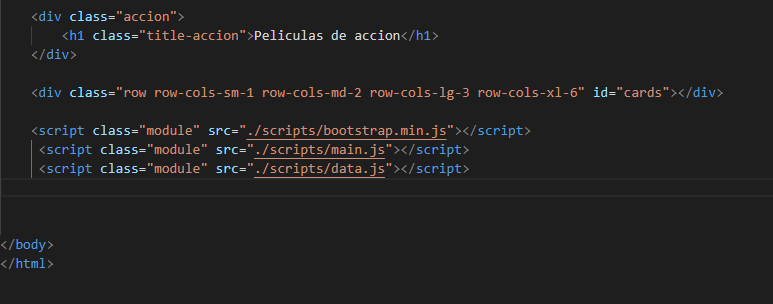 <div class="accion">
<h1 class="title-accion">Peliculas de accion</h1>
</div>
<div class="row row-cols-sm-1 row-cols-md-2 row-cols-lg-3 row-cols-xl-6" id="cards"></div>
<script class="module" src="./scripts/bootstrap.min.js"></script>
<script class="module" src="./scripts/main.js"></script>
<script class="module" src="./scripts/data.js"></script>
</body>
</html>